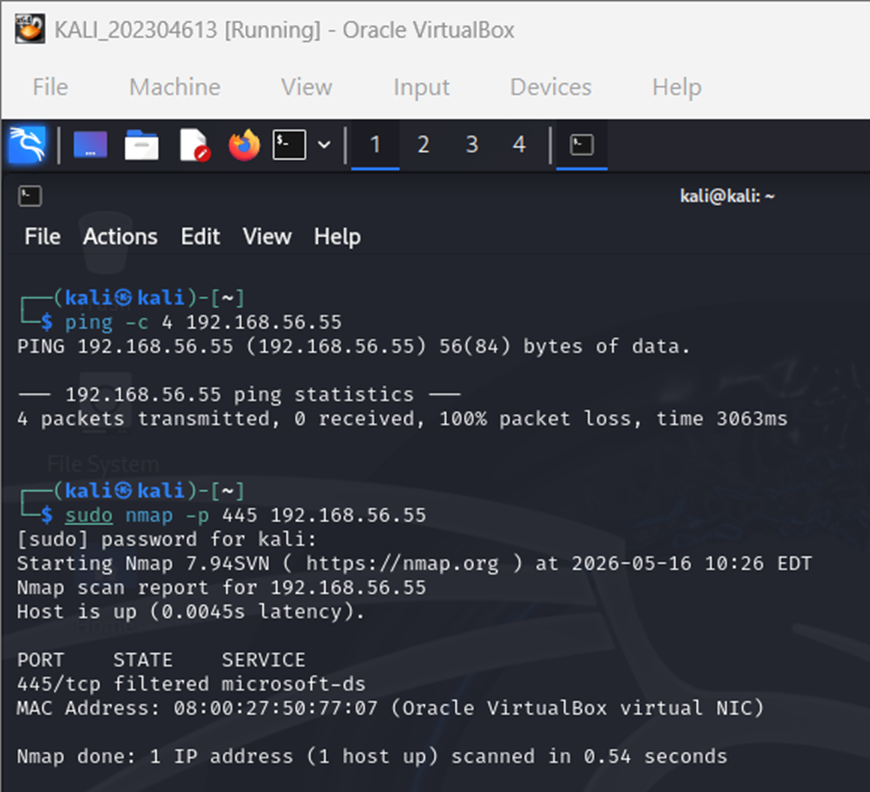 KALI_202304613 [Running] - Oracle VirtualBox
File Machine View Input Devices Help
1 2 3 4
kali@kali: ~
File Actions Edit View Help
┌──(kali㉿kali)-[~]
└─$ ping -c 4 192.168.56.55
PING 192.168.56.55 (192.168.56.55) 56(84) bytes of data.
--- 192.168.56.55 ping statistics ---
4 packets transmitted, 0 received, 100% packet loss, time 3063ms
File System
┌──(kali㉿kali)-[~]
└─$ sudo nmap -p 445 192.168.56.55
[sudo] password for kali:
Starting Nmap 7.94SVN ( https://nmap.org ) at 2026-05-16 10:26 EDT
Nmap scan report for 192.168.56.55
Host is up (0.0045s latency).
PORT    STATE    SERVICE
445/tcp filtered microsoft-ds
MAC Address: 08:00:27:50:77:07 (Oracle VirtualBox virtual NIC)
Nmap done: 1 IP address (1 host up) scanned in 0.54 seconds